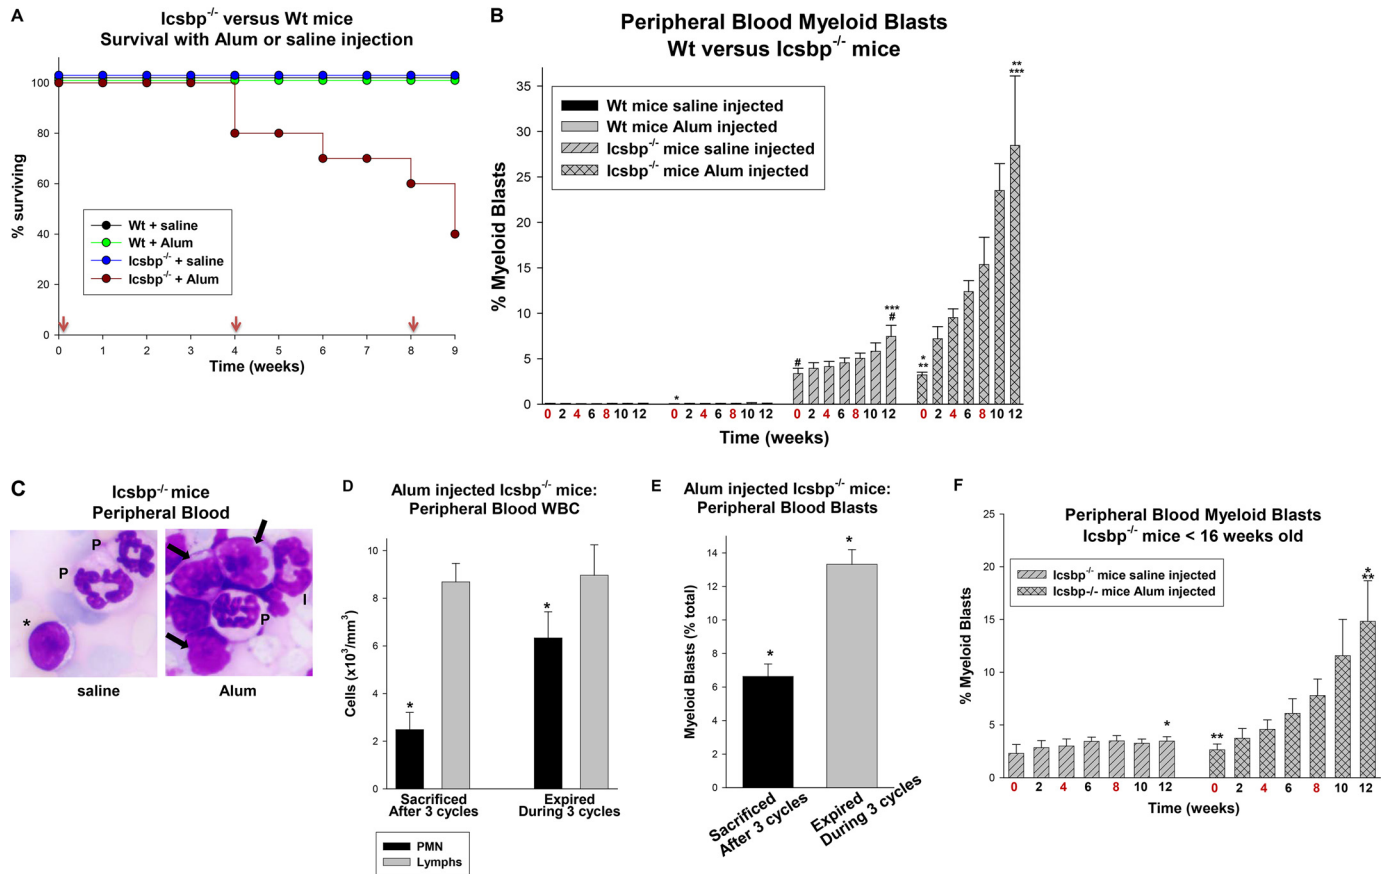 A
Icsbp-/- versus Wt mice
Survival with Alum or saline injection
% surviving
100
80
60
40
20
0
Wt + saline
Wt + Alum
Icsbp-/- + saline
Icsbp-/- + Alum
0 1 2 3 4 5 6 7 8 9
Time (weeks)
B
Peripheral Blood Myeloid Blasts
Wt versus Icsbp-/- mice
% Myeloid Blasts
35
30
25
20
15
10
5
0
Wt mice saline injected
Wt mice Alum injected
Icsbp-/- mice saline injected
Icsbp-/- mice Alum injected
*
#
***
#
*
**
**
***
0 2 4 6 8 10 12 0 2 4 6 8 10 12 0 2 4 6 8 10 12 0 2 4 6 8 10 12
Time (weeks)
C
Icsbp-/- mice
Peripheral Blood
P
P
*
P
I
saline
Alum
D
Alum injected Icsbp-/- mice:
Peripheral Blood WBC
Cells (x103/mm3)
10
8
6
4
2
0
*
*
Sacrificed
After 3 cycles
Expired
During 3 cycles
PMN
Lymphs
E
Alum injected Icsbp-/- mice:
Peripheral Blood Blasts
Myeloid Blasts (% total)
14
12
10
8
6
4
2
0
*
*
Sacrificed
After 3 cycles
Expired
During 3 cycles
F
Peripheral Blood Myeloid Blasts
Icsbp-/- mice < 16 weeks old
% Myeloid Blasts
25
20
15
10
5
0
Icsbp-/- mice saline injected
Icsbp-/- mice Alum injected
*
**
*
**
0 2 4 6 8 10 12 0 2 4 6 8 10 12
Time (weeks)